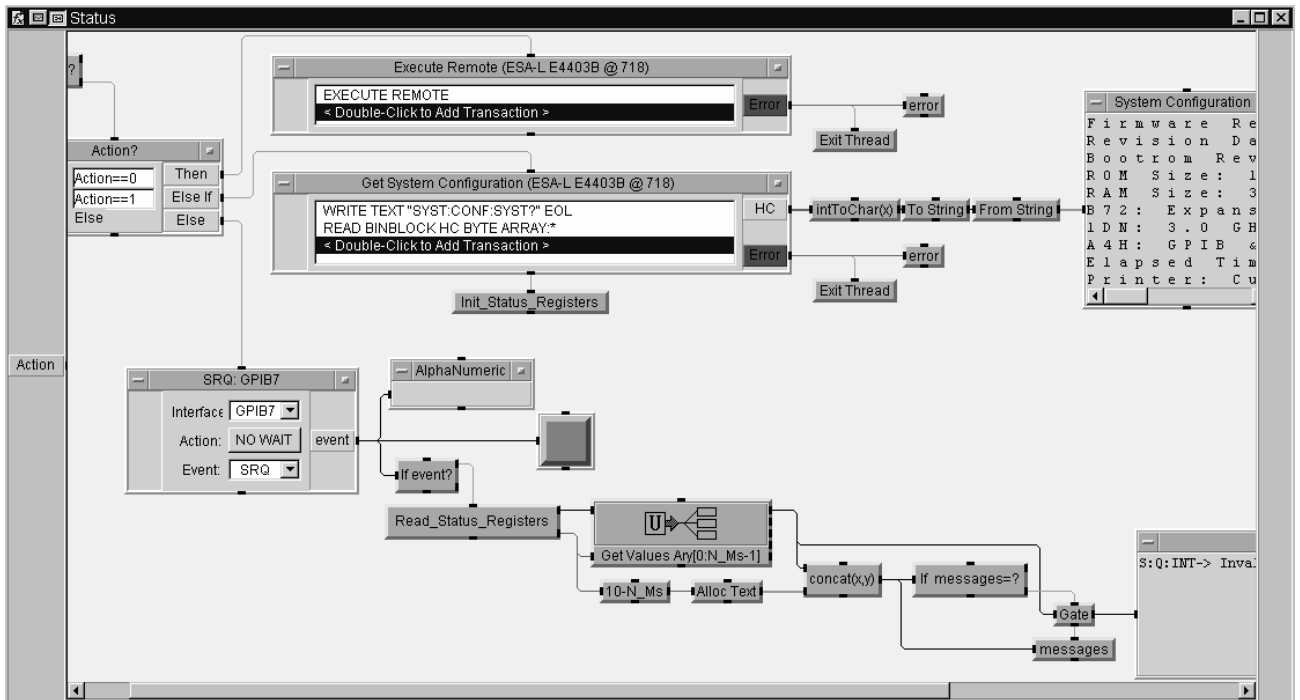 Status
?
Execute Remote (ESA-L E4403B @ 718)
EXECUTE REMOTE
< Double-Click to Add Transaction >
Error
error
Exit Thread
System Configuration
Firmware Re
Revision Da
Bootrom Rev
ROM Size: 1
RAM Size: 3
B72: Expans
1DN: 3.0 GH
A4H: GPIB &
Elapsed Tim
Printer: Cu
Action?
Action==0
Action==1
Else
Then
Else If
Else
Get System Configuration (ESA-L E4403B @ 718)
WRITE TEXT "SYST:CONF:SYST?" EOL
READ BINBLOCK HC BYTE ARRAY:*
< Double-Click to Add Transaction >
HC
Error
intToChar(x)
To String
From String
error
Exit Thread
Init_Status_Registers
Action
SRQ: GPIB7
Interface
GPIB7
Action:
NO WAIT
event
Event:
SRQ
AlphaNumeric
If event?
Read_Status_Registers
U
Get Values Ary[0:N_Ms-1]
10-N_Ms
Alloc Text
concat(x,y)
If messages=?
Gate
messages
S:Q:INT-> Inval